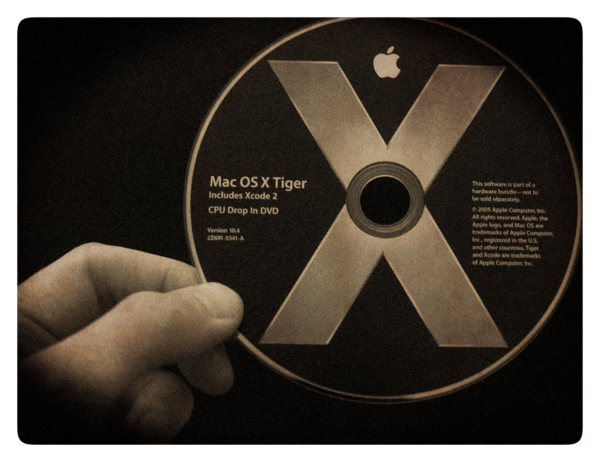 X
Mac OS X Tiger
Includes Xcode 2
CPU Drop In DVD
Version 10.4
2Z691-5341-A
This software is part of a
hardware bundle—not to
be sold separately.
© 2005 Apple Computer, Inc.
All rights reserved. Apple, the
Apple logo, and Mac OS are
trademarks of Apple Computer,
Inc., registered in the U.S.
and other countries. Tiger
and Xcode are trademarks
of Apple Computer, Inc.